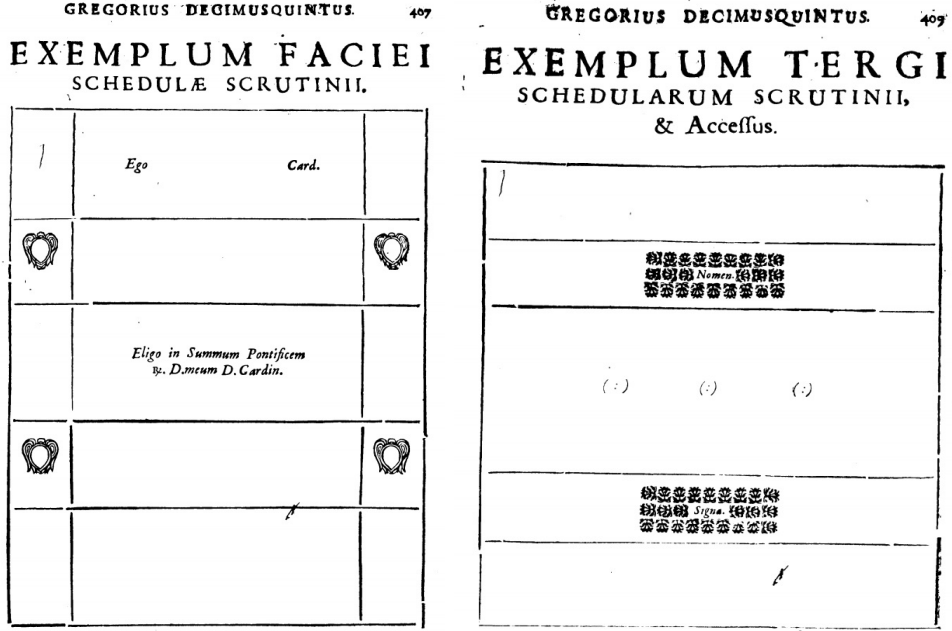 GREGORIUS DECIMUSQUINTUS. 407
EXEMPLUM FACIEI
SCHEDULÆ SCRUTINII.
Ego Card.
Eligo in Summum Pontificem
R. D.meum D. Cardin.
GREGORIUS DECIMUSQUINTUS. 409
EXEMPLUM TERGI
SCHEDULARUM SCRUTINII,
& Acceſſus.
Nomen.
(:) (:) (:)
Signa.